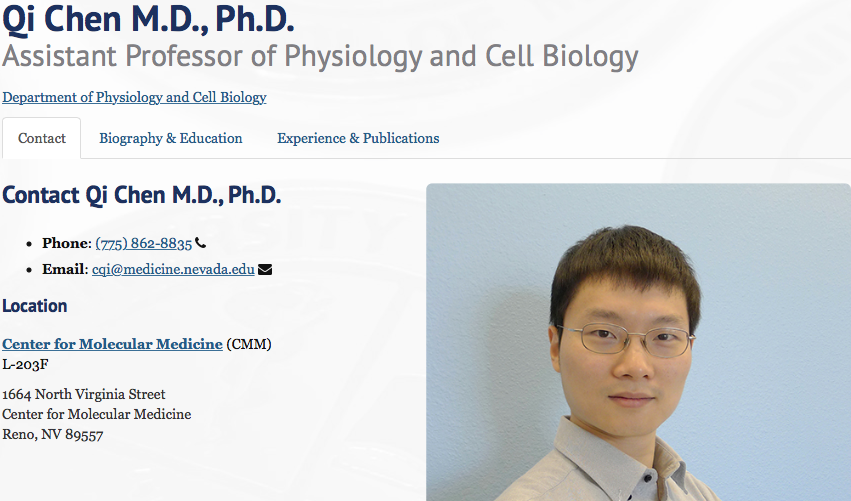 Qi Chen M.D., Ph.D.
Assistant Professor of Physiology and Cell Biology
Department of Physiology and Cell Biology
Contact Biography & Education Experience & Publications
Contact Qi Chen M.D., Ph.D.
Phone: (775) 862-8835
Email: cqi@medicine.nevada.edu
Location
Center for Molecular Medicine (CMM)
L-203F
1664 North Virginia Street
Center for Molecular Medicine
Reno, NV 89557